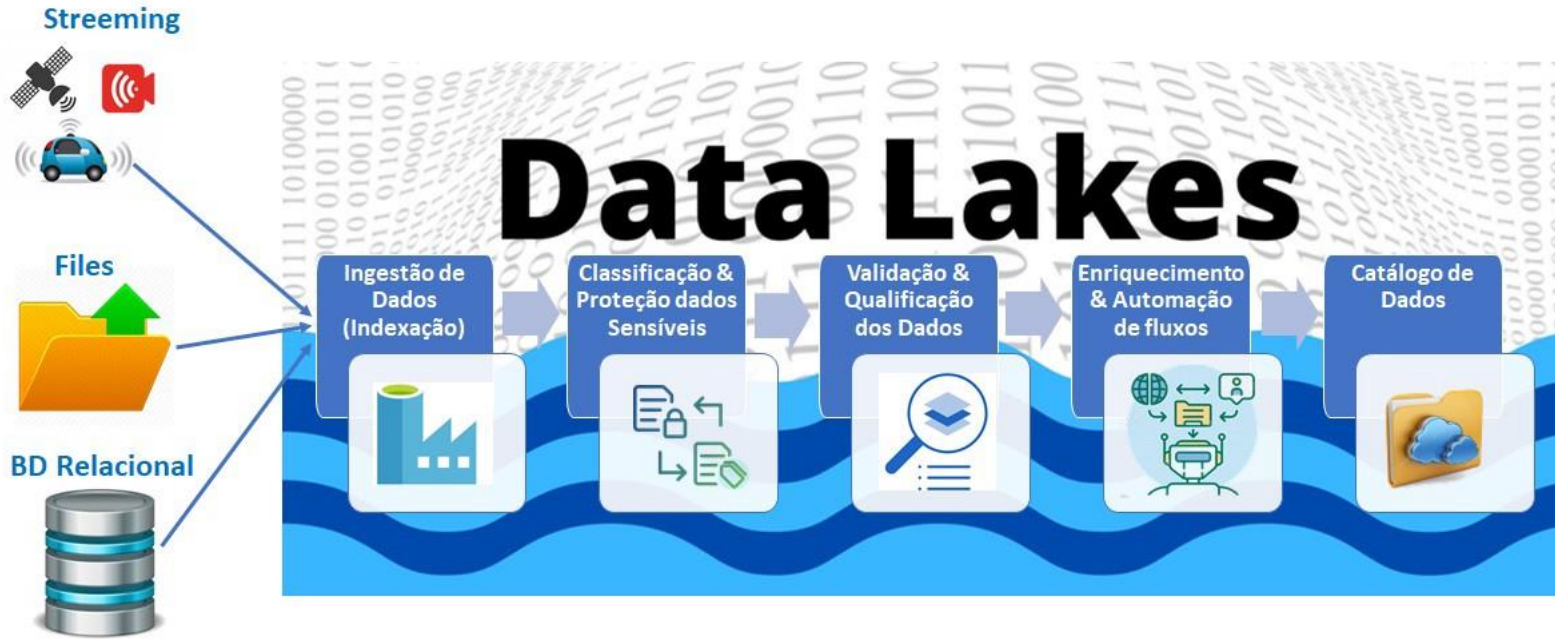 Streeming
Files
BD Relacional
Data Lakes
Ingestão de
Dados
(Indexação)
Classificação &
Proteção dados
Sensíveis
Validação &
Qualificação
dos Dados
Enriquecimento
& Automação
de fluxos
Catálogo de
Dados